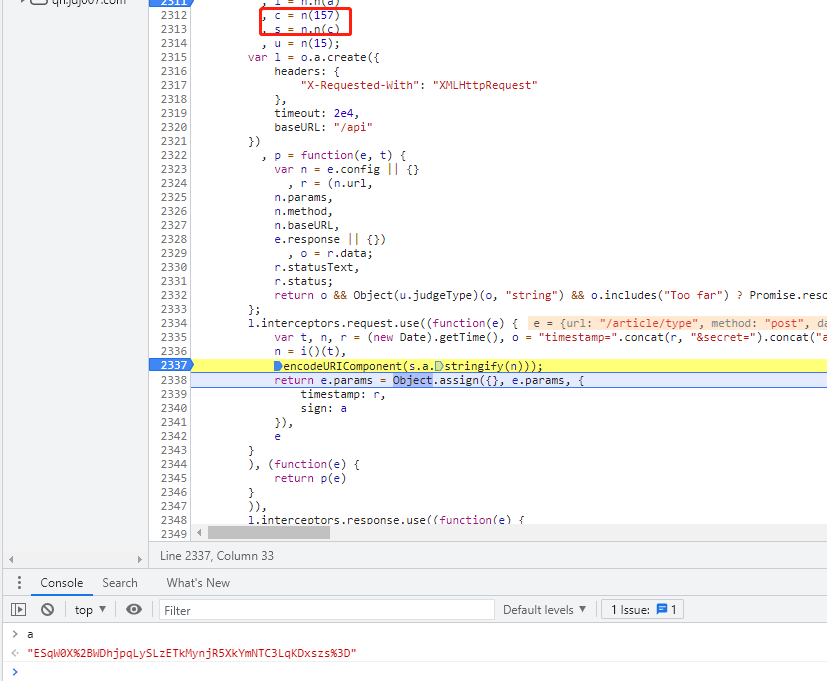 qh.jdj007.com
2311 , i = n.n(a)
2312 , c = n(157)
2313 , s = n.n(c)
2314 , u = n(15);
2315 var l = o.a.create({
2316 headers: {
2317 "X-Requested-With": "XMLHttpRequest"
2318 },
2319 timeout: 2e4,
2320 baseURL: "/api"
2321 })
2322 , p = function(e, t) {
2323 var n = e.config || {}
2324 , r = (n.url,
2325 n.params,
2326 n.method,
2327 n.baseURL,
2328 e.response || {})
2329 , o = r.data;
2330 r.statusText,
2331 r.status;
2332 return o && Object(u.judgeType)(o, "string") && o.includes("Too far") ? Promise.reso
2333 };
2334 l.interceptors.request.use((function(e) { e = {url: "/article/type", method: "post", da
2335 var t, n, r = (new Date).getTime(), o = "timestamp=".concat(r, "&secret=").concat("a
2336 n = i()(t),
2337 encodeURIComponent(s.a.stringify(n)));
2338 return e.params = Object.assign({}, e.params, {
2339 timestamp: r,
2340 sign: a
2341 }),
2342 e
2343 }
2344 ), (function(e) {
2345 return p(e)
2346 }
2347 )),
2348 l.interceptors.response.use((function(e) {
2349
Line 2337, Column 33
Console Search What's New
top Filter Default levels 1 Issue: 1
a
"ESqW0X%2BWDhjpqLySLzETkMynjR5XkYmNTC3LqKDxszs%3D"